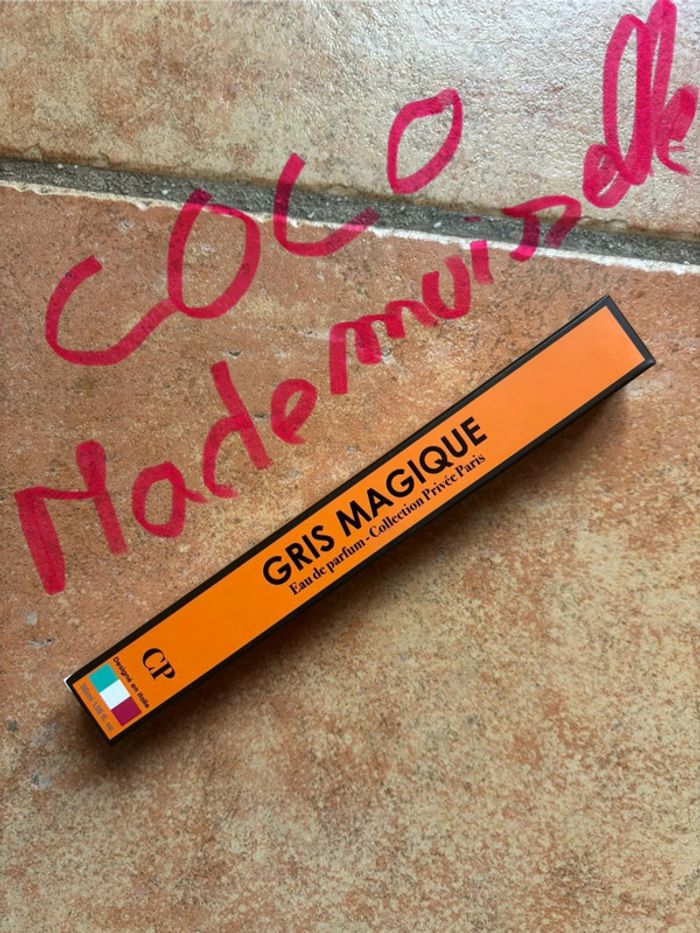 COCO
Mademoiselle
GRIS MAGIQUE
Eau de parfum - Collection Privée Paris
CP
Designé en Italie